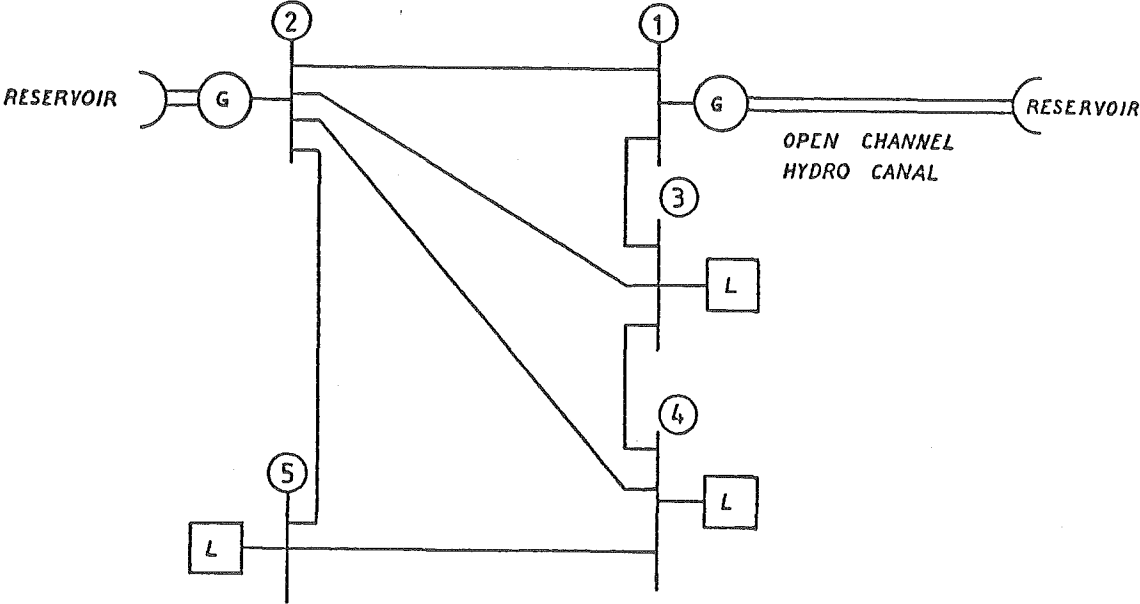 2
1
RESERVOIR
G
G
RESERVOIR
OPEN CHANNEL
HYDRO CANAL
3
L
4
5
L
L